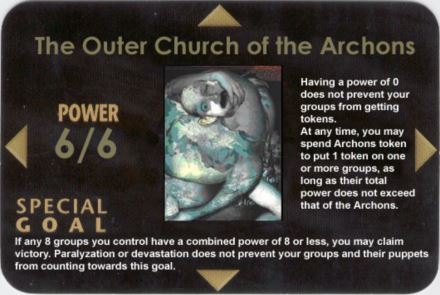 The Outer Church of the Archons
POWER
6/6
Having a power of 0
does not prevent your
groups from getting
tokens.
At any time, you may
spend Archons token
to put 1 token on one
or more groups, as
long as their total
power does not exceed
that of the Archons.
SPECIAL
GOAL
If any 8 groups you control have a combined power of 8 or less, you may claim
victory. Paralyzation or devastation does not prevent your groups and their puppets
from counting towards this goal.